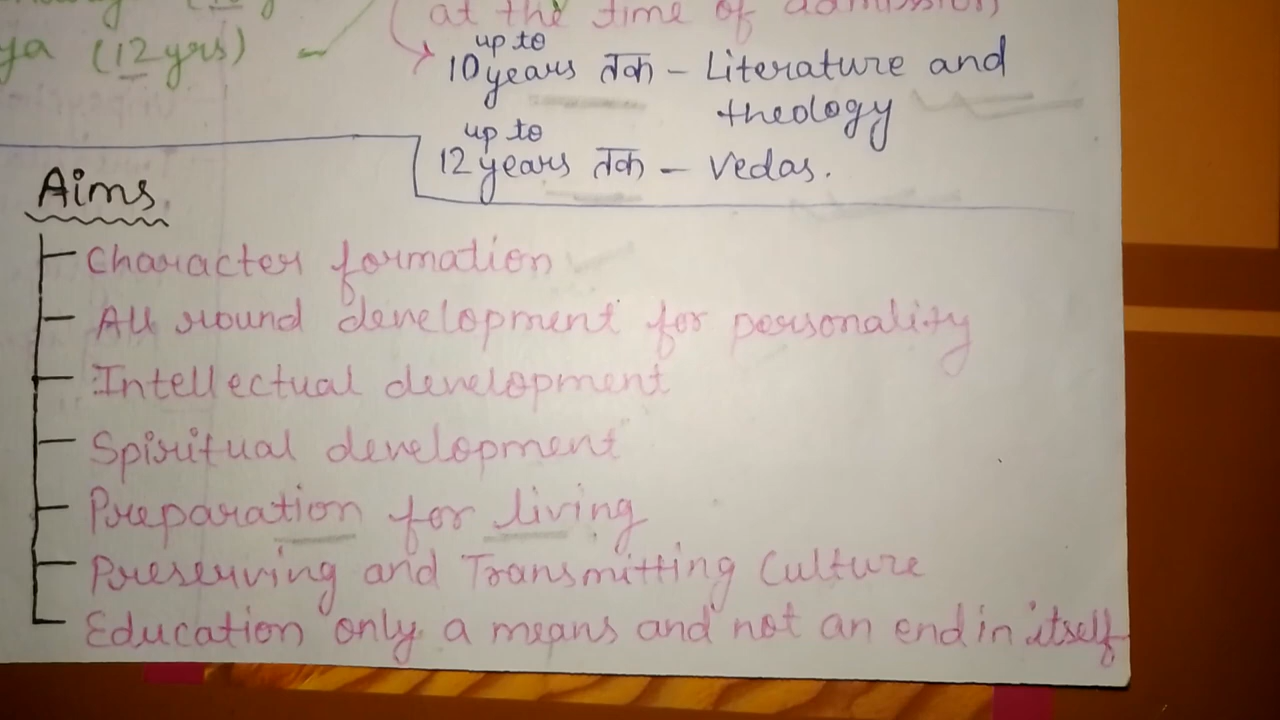 at the time of admission
ya (12 yrs)
up to
10 years तक - Literature and
theology
up to
12 years तक - Vedas.
Aims
Character formation
All round development for personality
Intellectual development
Spiritual development
Preparation for living
Preserving and Transmitting Culture
Education only a means and not an end in itself